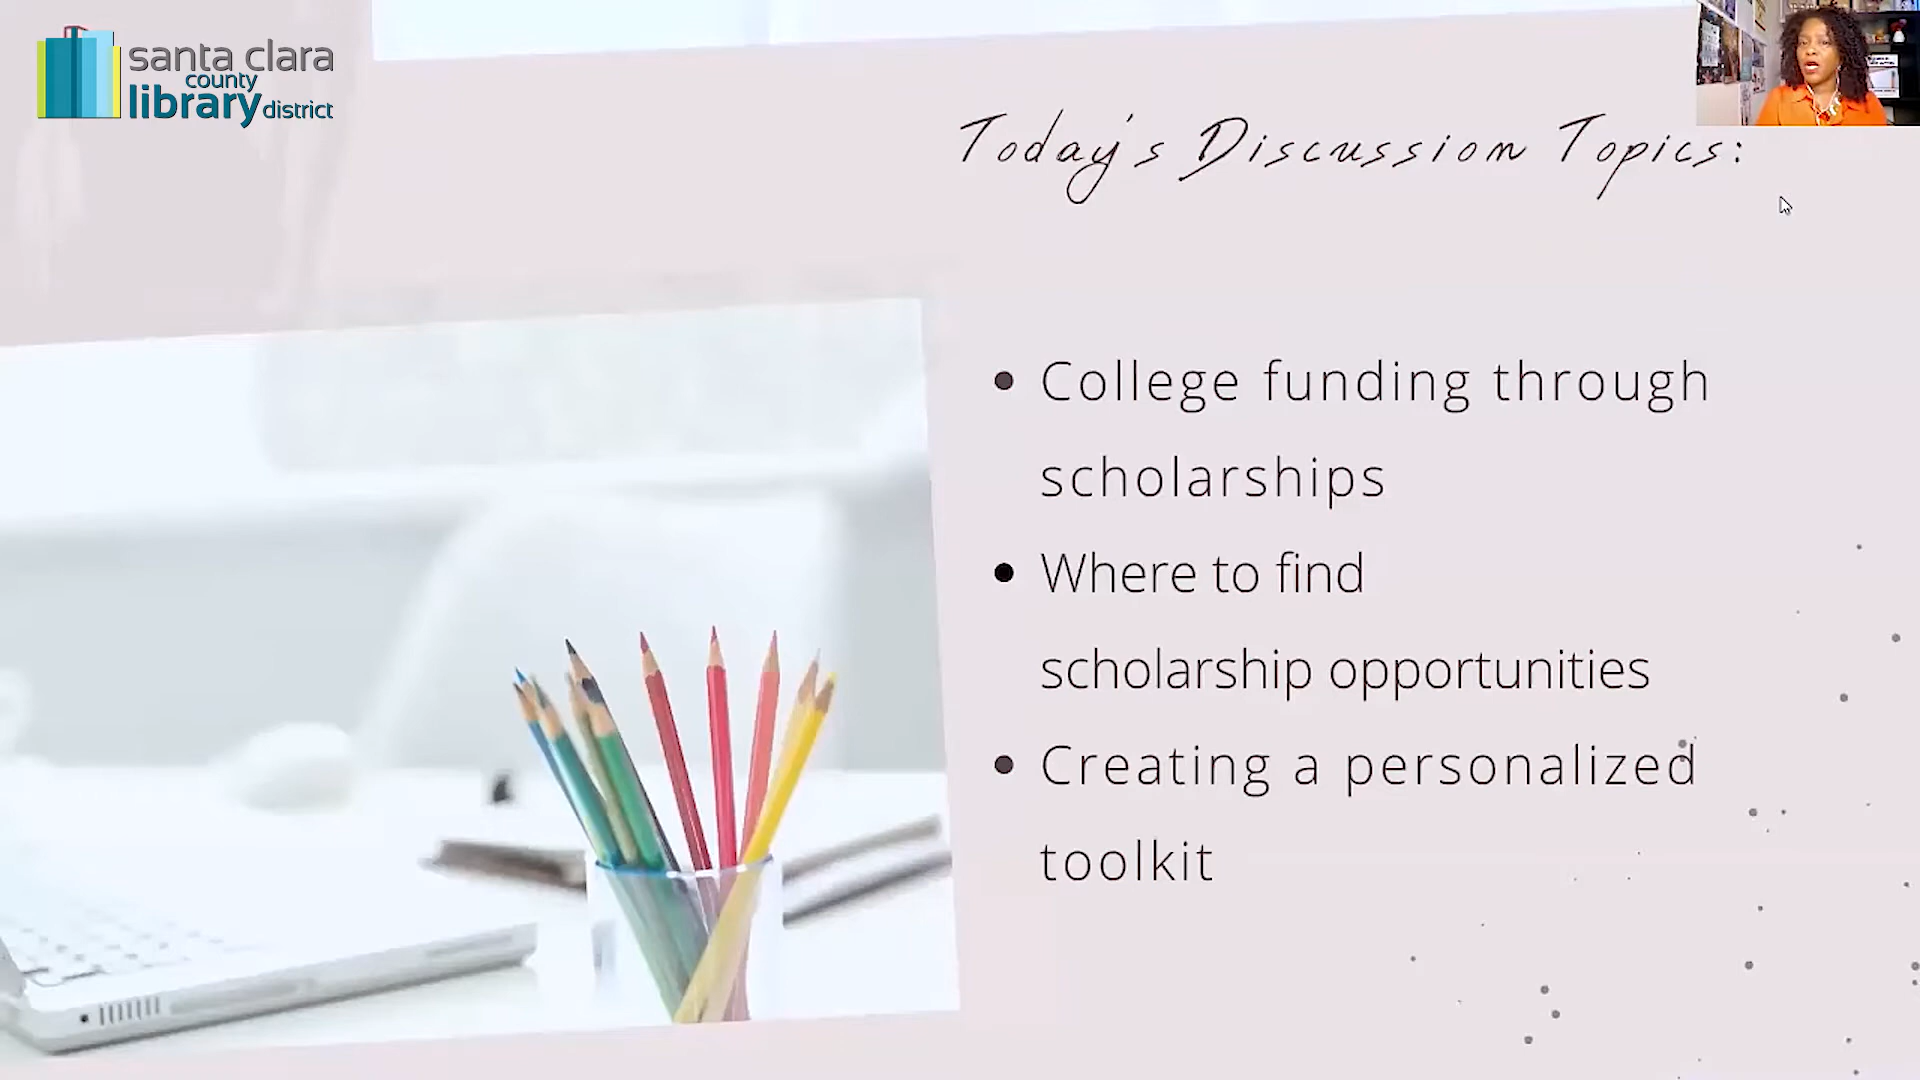 santa clara
county
library district
Today's Discussion Topics:
• College funding through
scholarships
• Where to find
scholarship opportunities
• Creating a personalized
toolkit